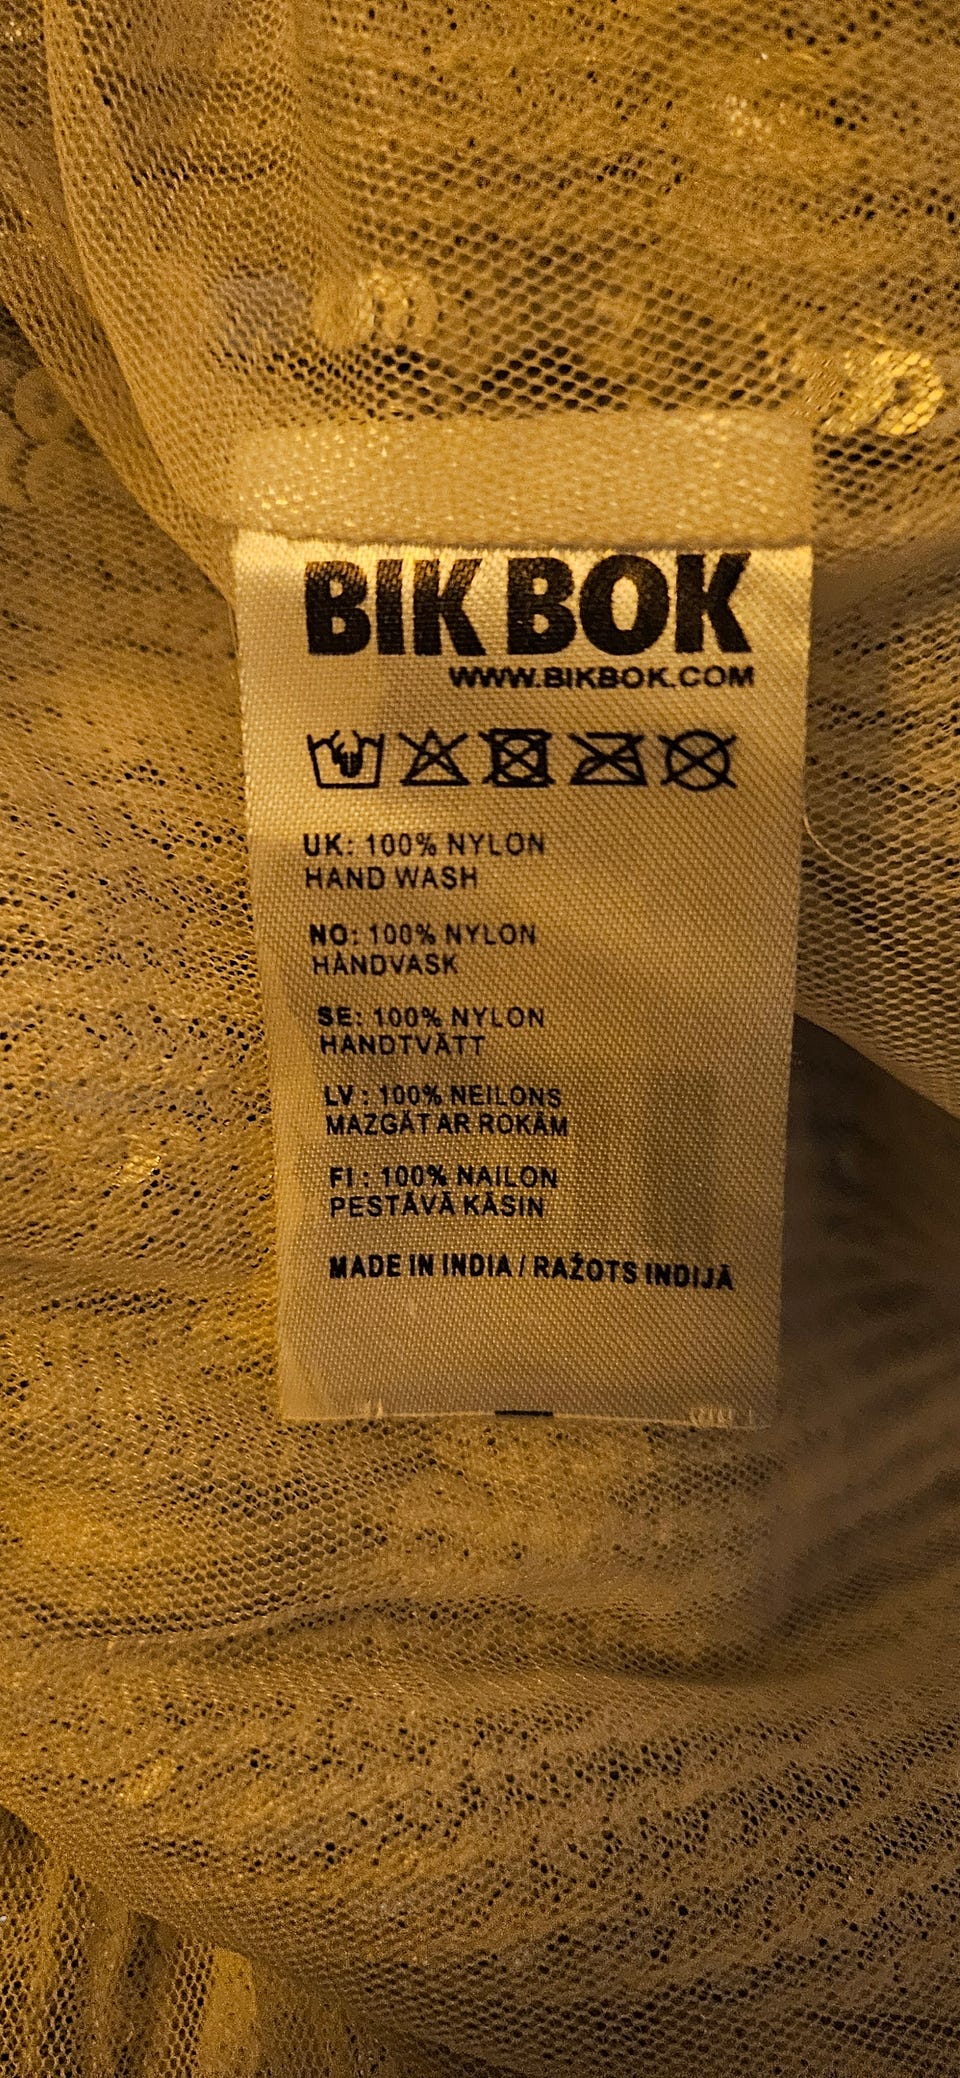 BIK BOK
WWW.BIKBOK.COM
UK: 100% NYLON
HAND WASH
NO: 100% NYLON
HÅNDVASK
SE: 100% NYLON
HANDTVÄTT
LV : 100% NEILONS
MAZGĀT AR ROKĀM
FI : 100% NAILON
PESTÄVÄ KÄSIN
MADE IN INDIA / RAŽOTS INDIJĀ